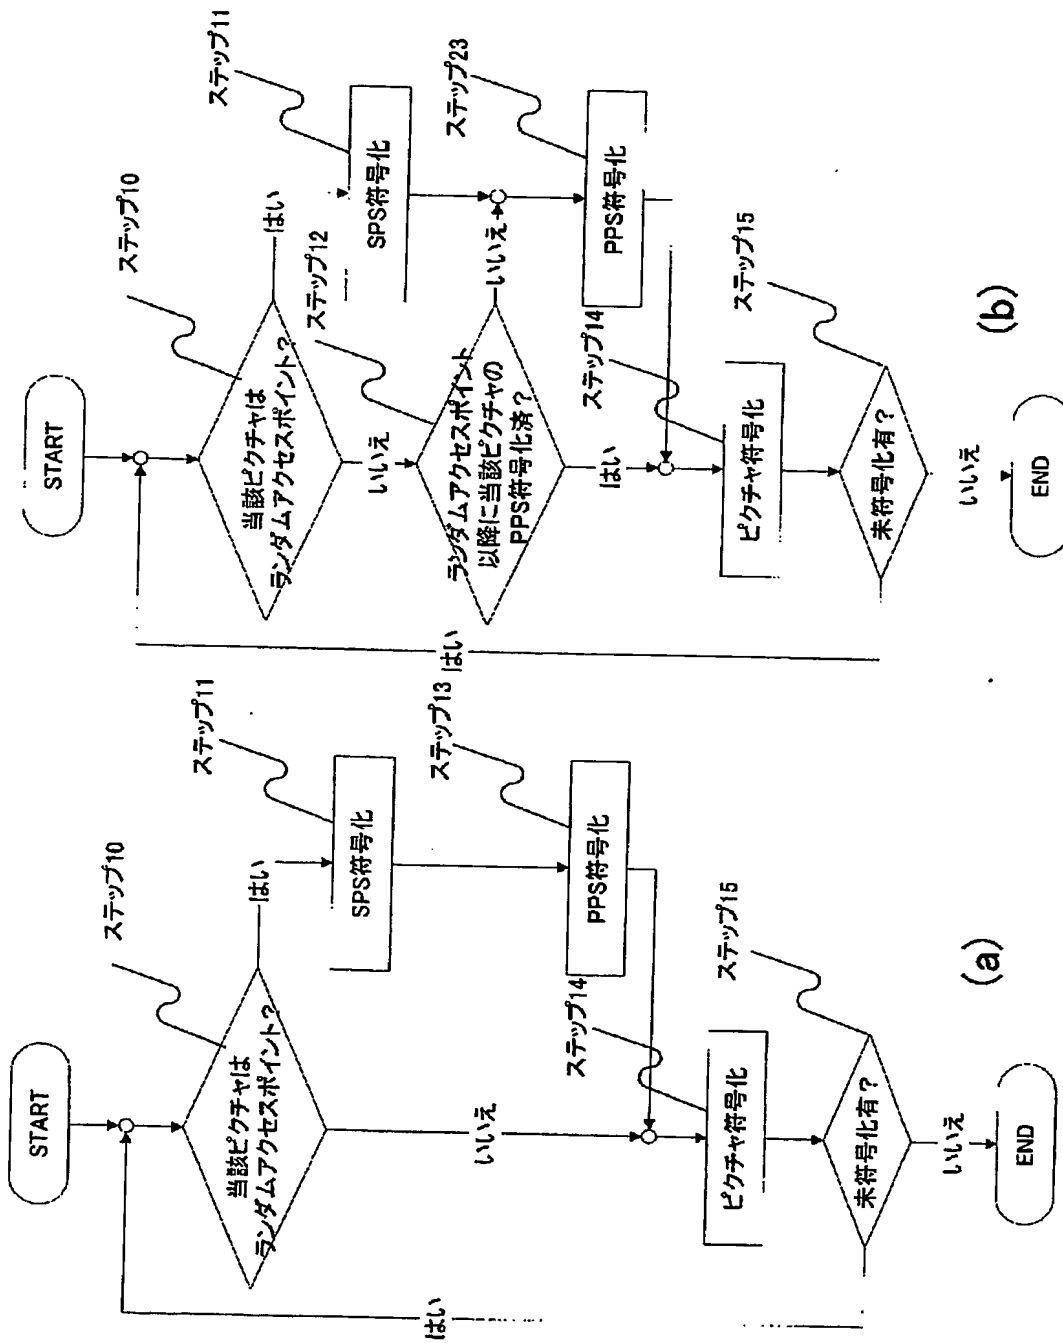 START
ステップ10
当該ピクチャは
ランダムアクセスポイント?
はい
ステップ11
SPS符号化
ステップ13
PPS符号化
いいえ
ステップ14
ピクチャ符号化
ステップ15
未符号化有?
はい
いいえ
END
(a)
START
ステップ10
当該ピクチャは
ランダムアクセスポイント?
はい
ステップ11
SPS符号化
いいえ
ステップ12
ランダムアクセスポイント
以降に当該ピクチャの
PPS符号化済?
いいえ
ステップ23
PPS符号化
はい
ステップ14
ピクチャ符号化
ステップ15
未符号化有?
はい
いいえ
END
(b)